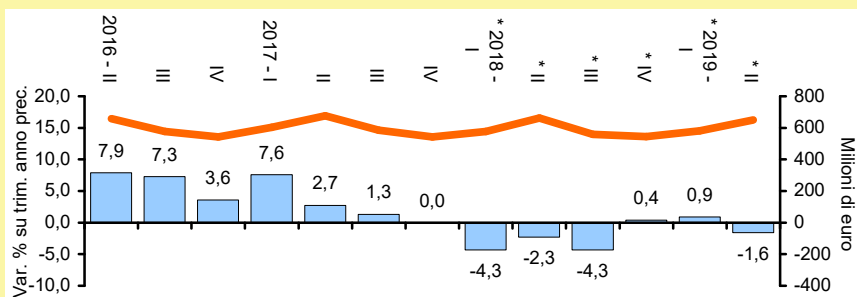 2016 - II
III
IV
2017 - I
II
III
IV
* 2018 -
I
* II
* III
* IV
* 2019 -
I
* II
Var. % su trim. anno prec.
20,0
15,0
10,0
5,0
0,0
-5,0
-10,0
7,9
7,3
3,6
7,6
2,7
1,3
0,0
-4,3
-2,3
-4,3
0,4
0,9
-1,6
800
600
400
200
0
-200
-400
Milioni di euro